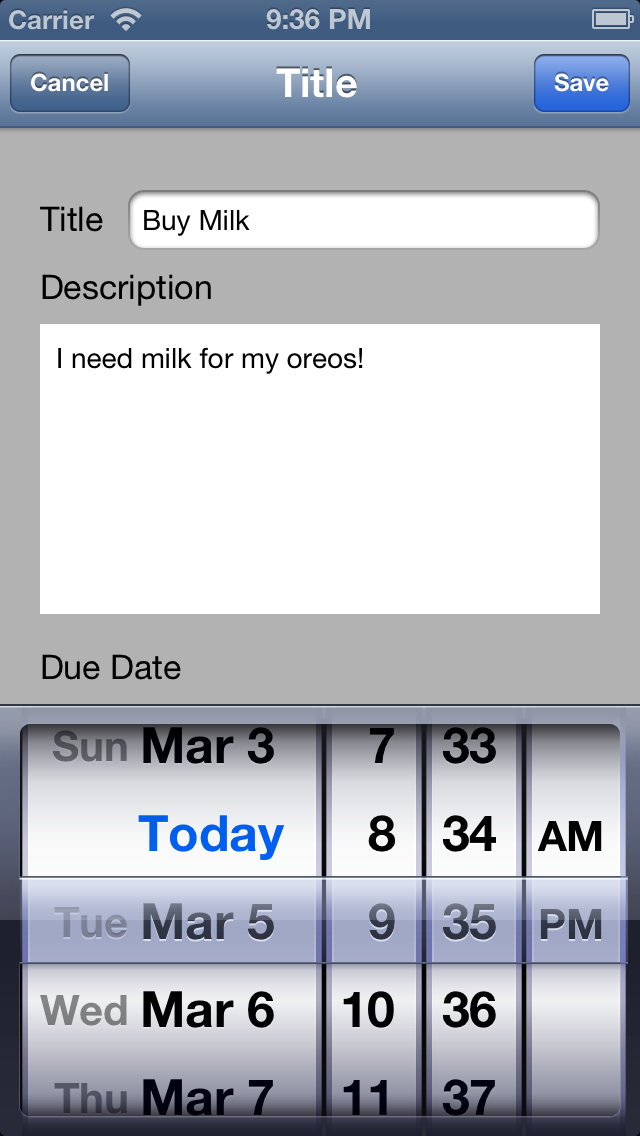 Carrier 9:36 PM
Cancel Title Save
Title Buy Milk
Description
I need milk for my oreos!
Due Date
Sun Mar 3 7 33
Today 8 34 AM
Tue Mar 5 9 35 PM
Wed Mar 6 10 36
Thu Mar 7 11 37